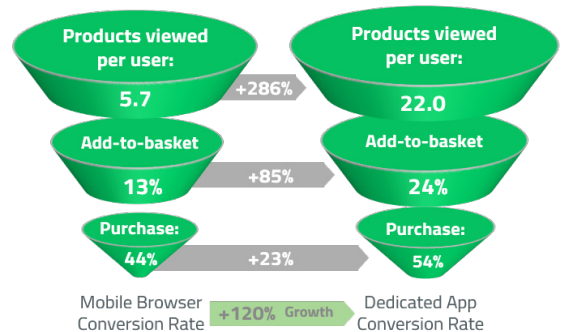 Products viewed
per user:
5.7
+286%
Products viewed
per user:
22.0
Add-to-basket
13%
+85%
Add-to-basket
24%
Purchase:
44%
+23%
Purchase:
54%
Mobile Browser
Conversion Rate
+120% Growth
Dedicated App
Conversion Rate